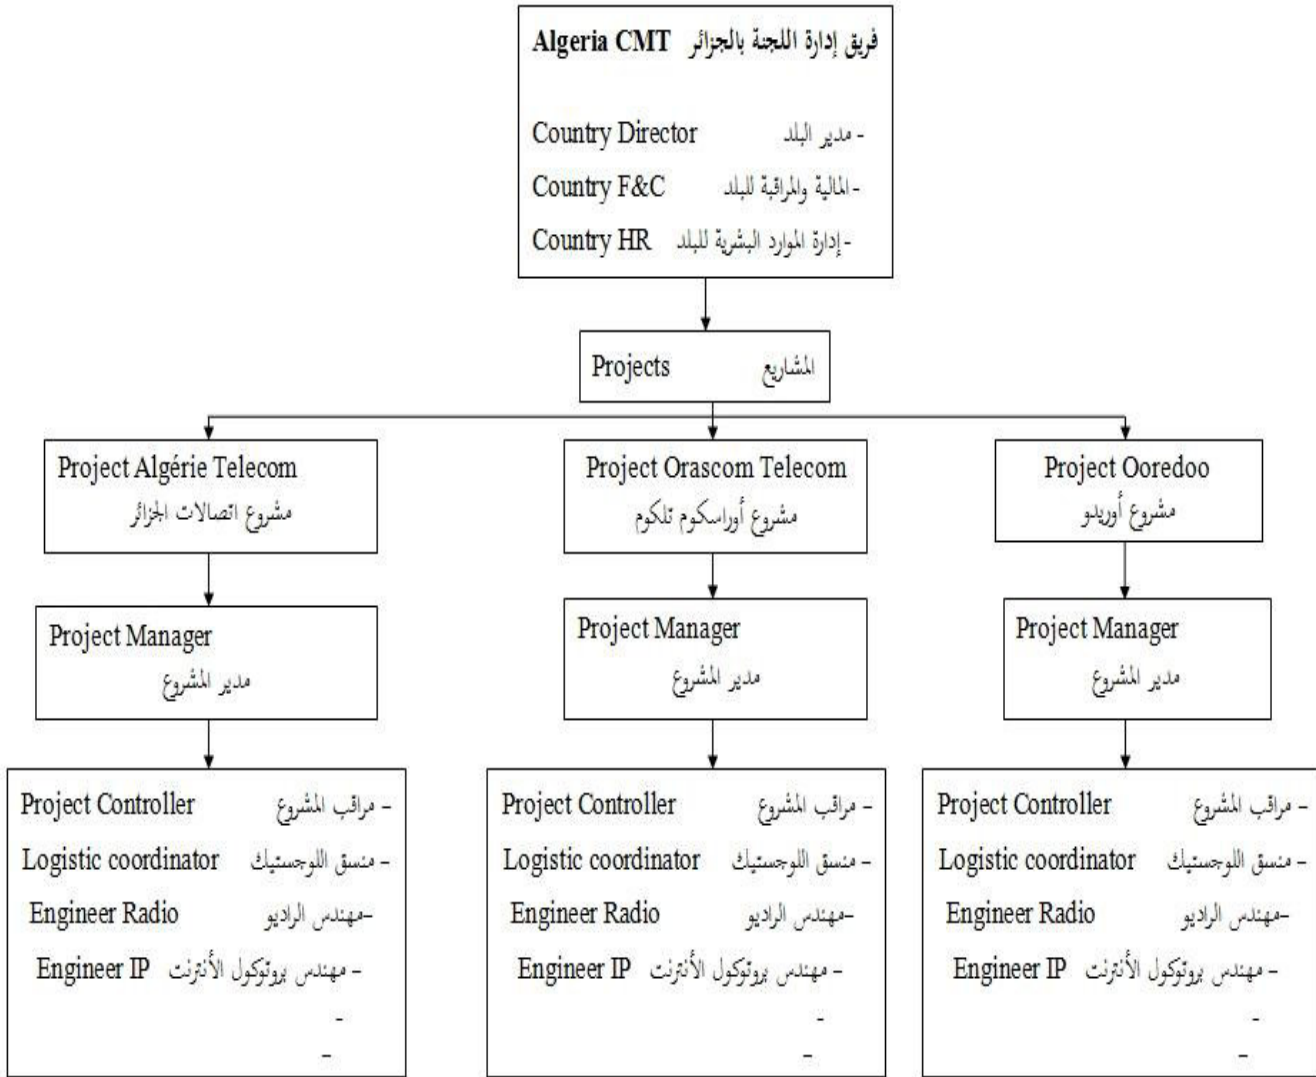 Algeria CMT فريق إدارة اللجنة بالجزائر
Country Director - مدير البلد
Country F&C - المالية والمراقبة للبلد
Country HR - إدارة الموارد البشرية للبلد
Projects المشاريع
Project Algérie Telecom
مشروع اتصالات الجزائر
Project Orascom Telecom
مشروع أوراسكوم تلكوم
Project Ooredoo
مشروع أوريدو
Project Manager
مدير المشروع
Project Manager
مدير المشروع
Project Manager
مدير المشروع
Project Controller - مراقب المشروع
Logistic coordinator - منسق اللوجستيك
Engineer Radio -مهندس الراديو
Engineer IP - مهندس بروتوكول الأنترنت
-
-
Project Controller - مراقب المشروع
Logistic coordinator - منسق اللوجستيك
Engineer Radio -مهندس الراديو
Engineer IP - مهندس بروتوكول الأنترنت
-
-
Project Controller - مراقب المشروع
Logistic coordinator - منسق اللوجستيك
Engineer Radio -مهندس الراديو
Engineer IP - مهندس بروتوكول الأنترنت
-
-